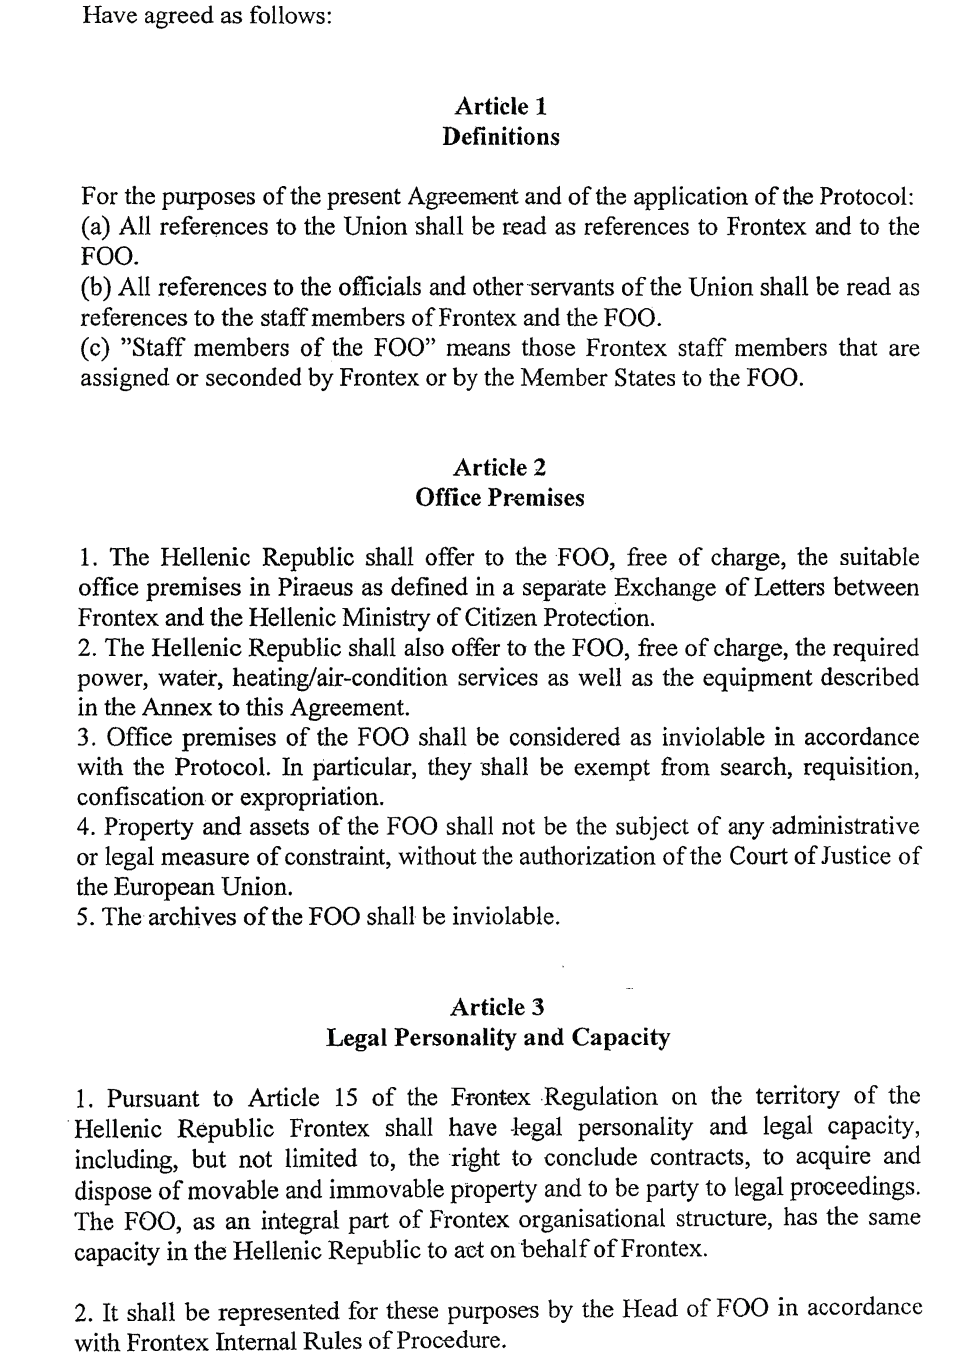 Have agreed as follows:
Article 1
Definitions
For the purposes of the present Agreement and of the application of the Protocol:
(a) All references to the Union shall be read as references to Frontex and to the
FOO.
(b) All references to the officials and other servants of the Union shall be read as
references to the staff members of Frontex and the FOO.
(c) ”Staff members of the FOO” means those Frontex staff members that are
assigned or seconded by Frontex or by the Member States to the FOO.
Article 2
Office Premises
1. The Hellenic Republic shall offer to the FOO, free of charge, the suitable
office premises in Piraeus as defined in a separate Exchange of Letters between
Frontex and the Hellenic Ministry of Citizen Protection.
2. The Hellenic Republic shall also offer to the FOO, free of charge, the required
power, water, heating/air-condition services as well as the equipment described
in the Annex to this Agreement.
3. Office premises of the FOO shall be considered as inviolable in accordance
with the Protocol. In particular, they shall be exempt from search, requisition,
confiscation or expropriation.
4. Property and assets of the FOO shall not be the subject of any administrative
or legal measure of constraint, without the authorization of the Court of Justice of
the European Union.
5. The archives of the FOO shall be inviolable.
Article 3
Legal Personality and Capacity
1. Pursuant to Article 15 of the Frontex Regulation on the territory of the
Hellenic Republic Frontex shall have legal personality and legal capacity,
including, but not limited to, the right to conclude contracts, to acquire and
dispose of movable and immovable property and to be party to legal proceedings.
The FOO, as an integral part of Frontex organisational structure, has the same
capacity in the Hellenic Republic to act on behalf of Frontex.
2. It shall be represented for these purposes by the Head of FOO in accordance
with Frontex Internal Rules of Procedure.